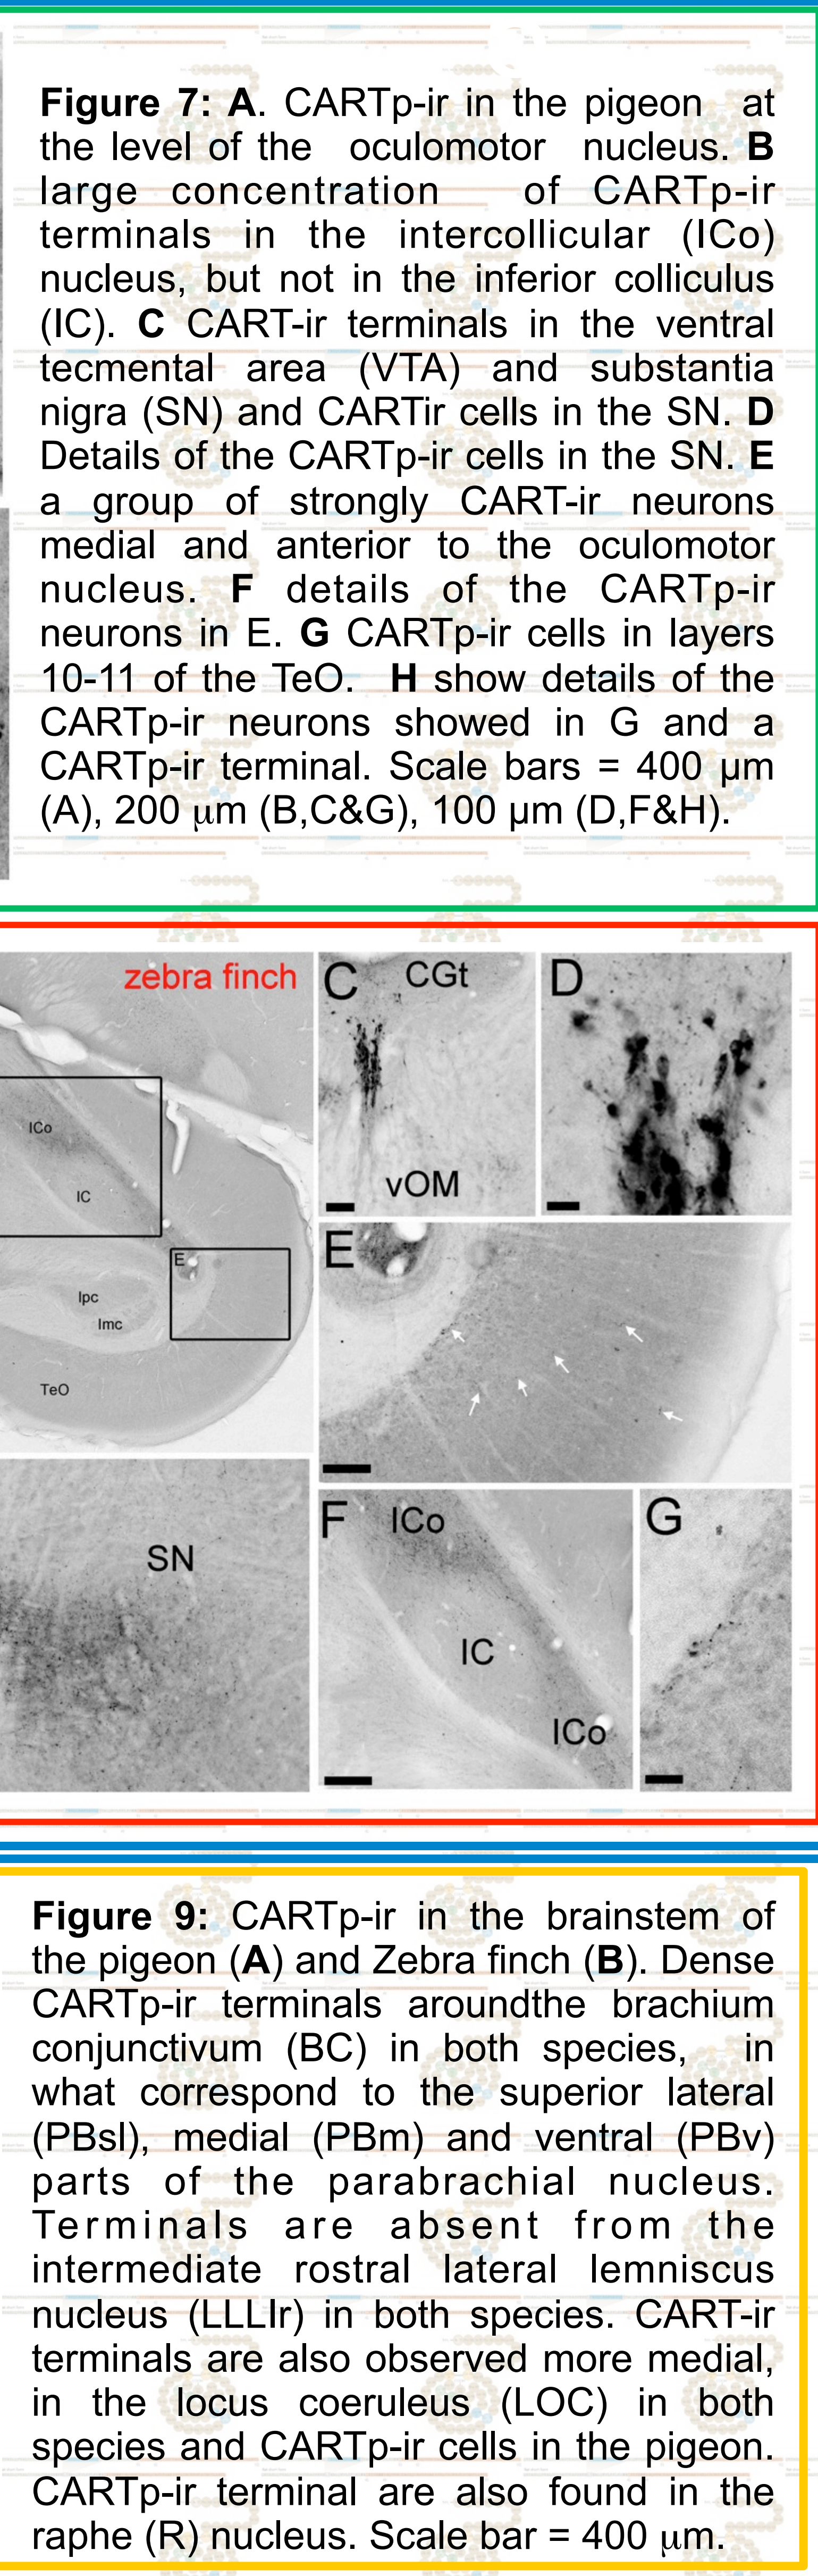 Figure 7: A. CARTp-ir in the pigeon at
the level of the oculomotor nucleus. B
large concentration of CARTp-ir
terminals in the intercollicular (ICo)
nucleus, but not in the inferior colliculus
(IC). C CART-ir terminals in the ventral
tecmental area (VTA) and substantia
nigra (SN) and CARTir cells in the SN. D
Details of the CARTp-ir cells in the SN. E
a group of strongly CART-ir neurons
medial and anterior to the oculomotor
nucleus. F details of the CARTp-ir
neurons in E. G CARTp-ir cells in layers
10-11 of the TeO. H show details of the
CARTp-ir neurons showed in G and a
CARTp-ir terminal. Scale bars = 400 µm
(A), 200 µm (B,C&G), 100 µm (D,F&H).
zebra finch
ICo
IC
E
Ipc
Imc
TeO
C
CGt
vOM
D
E
SN
F
ICo
IC
ICo
G
Figure 9: CARTp-ir in the brainstem of
the pigeon (A) and Zebra finch (B). Dense
CARTp-ir terminals aroundthe brachium
conjunctivum (BC) in both species, in
what correspond to the superior lateral
(PBsl), medial (PBm) and ventral (PBv)
parts of the parabrachial nucleus.
Terminals are absent from the
intermediate rostral lateral lemniscus
nucleus (LLLIr) in both species. CART-ir
terminals are also observed more medial,
in the locus coeruleus (LOC) in both
species and CARTp-ir cells in the pigeon.
CARTp-ir terminal are also found in the
raphe (R) nucleus. Scale bar = 400 µm.